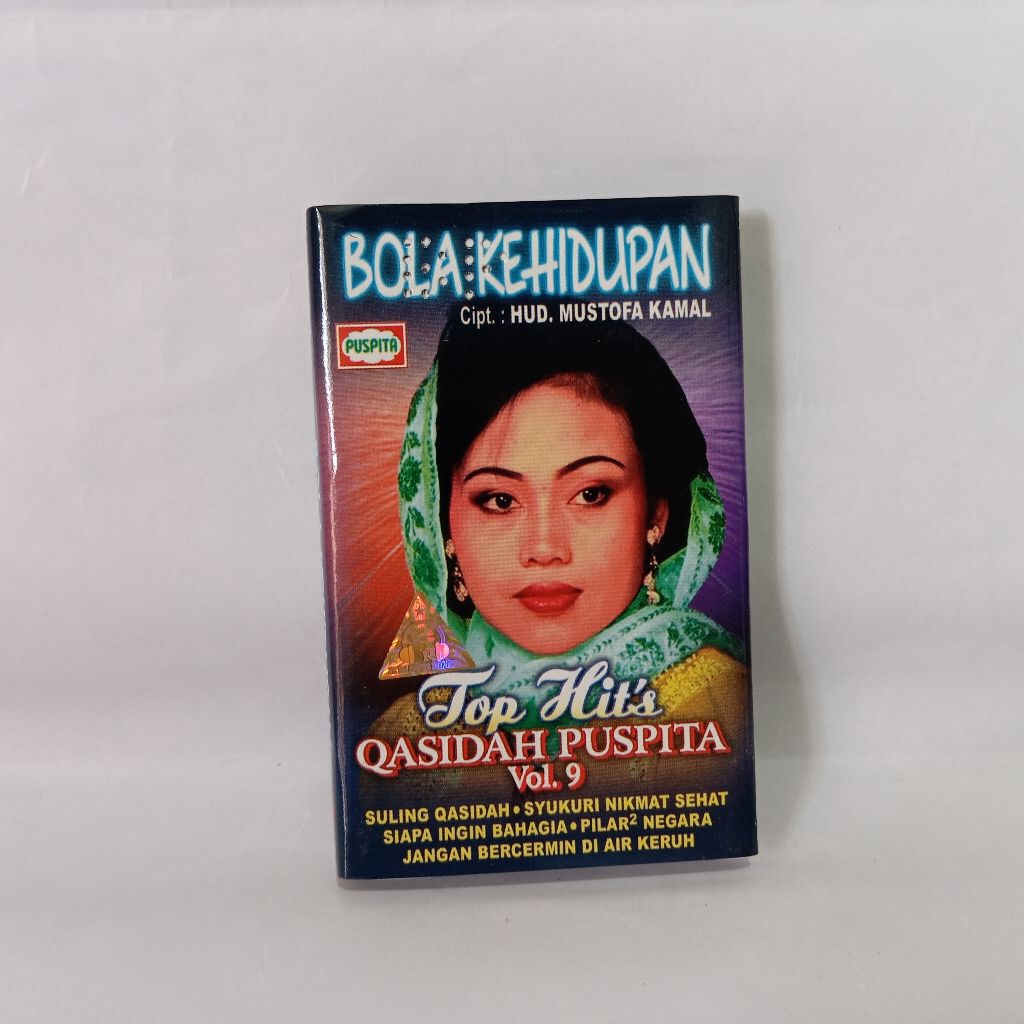 BOLA KEHIDUPAN
Cipt. : HUD. MUSTOFA KAMAL
PUSPITA
Top Hit's
QASIDAH PUSPITA
Vol. 9
SULING QASIDAH • SYUKURI NIKMAT SEHAT
SIAPA INGIN BAHAGIA • PILAR² NEGARA
JANGAN BERCERMIN DI AIR KERUH